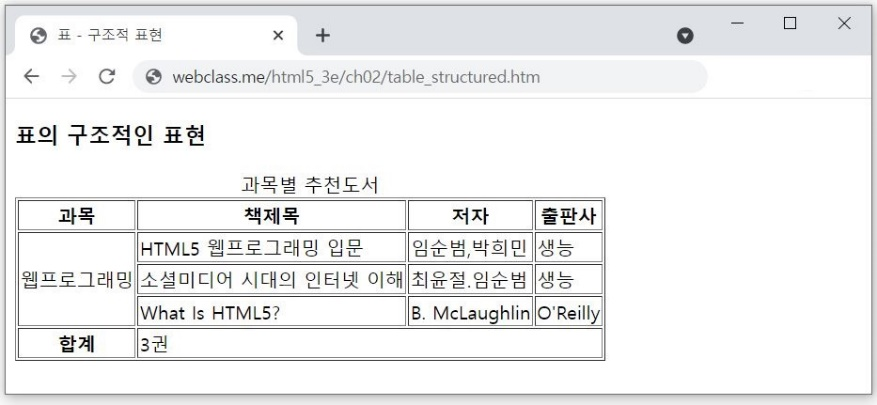 표 - 구조적 표현
webclass.me/html5_3e/ch02/table_structured.htm
표의 구조적인 표현
과목별 추천도서
과목 책제목 저자 출판사
웹프로그래밍 HTML5 웹프로그래밍 입문 임순범,박희민 생능
소셜미디어 시대의 인터넷 이해 최윤절.임순범 생능
What Is HTML5? B. McLaughlin O'Reilly
합계 3권